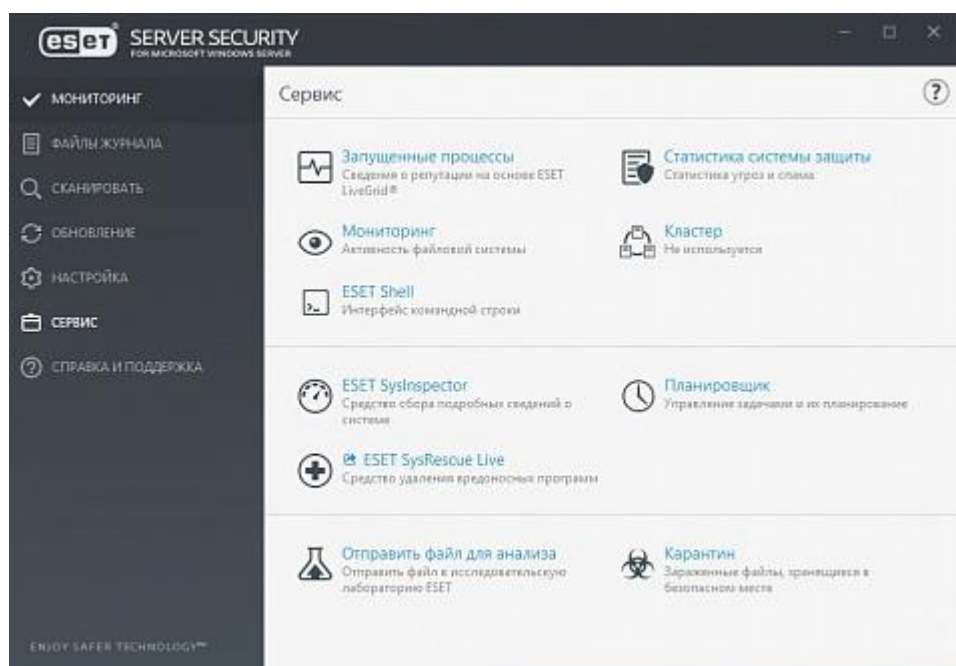 eset SERVER SECURITY
FOR MICROSOFT WINDOWS SERVER
МОНИТОРИНГ
ФАЙЛЫ ЖУРНАЛА
СКАНИРОВАТЬ
ОБНОВЛЕНИЕ
НАСТРОЙКА
СЕРВИС
СПРАВКА И ПОДДЕРЖКА
ENJOY SAFER TECHNOLOGY™
Сервис
?
Запущенные процессы
Сведения о репутации на основе ESET
LiveGrid®
Статистика системы защиты
Статистика угроз и спама
Мониторинг
Активность файловой системы
Кластер
Не используется
ESET Shell
Интерфейс командной строки
ESET SysInspector
Средство сбора подробных сведений о
системе
Планировщик
Управление задачами и их планирование
ESET SysRescue Live
Средство удаления вредоносных программ
Отправить файл для анализа
Отправить файл в исследовательскую
лабораторию ESET
Карантин
Зараженные файлы, хранящиеся в
безопасном месте